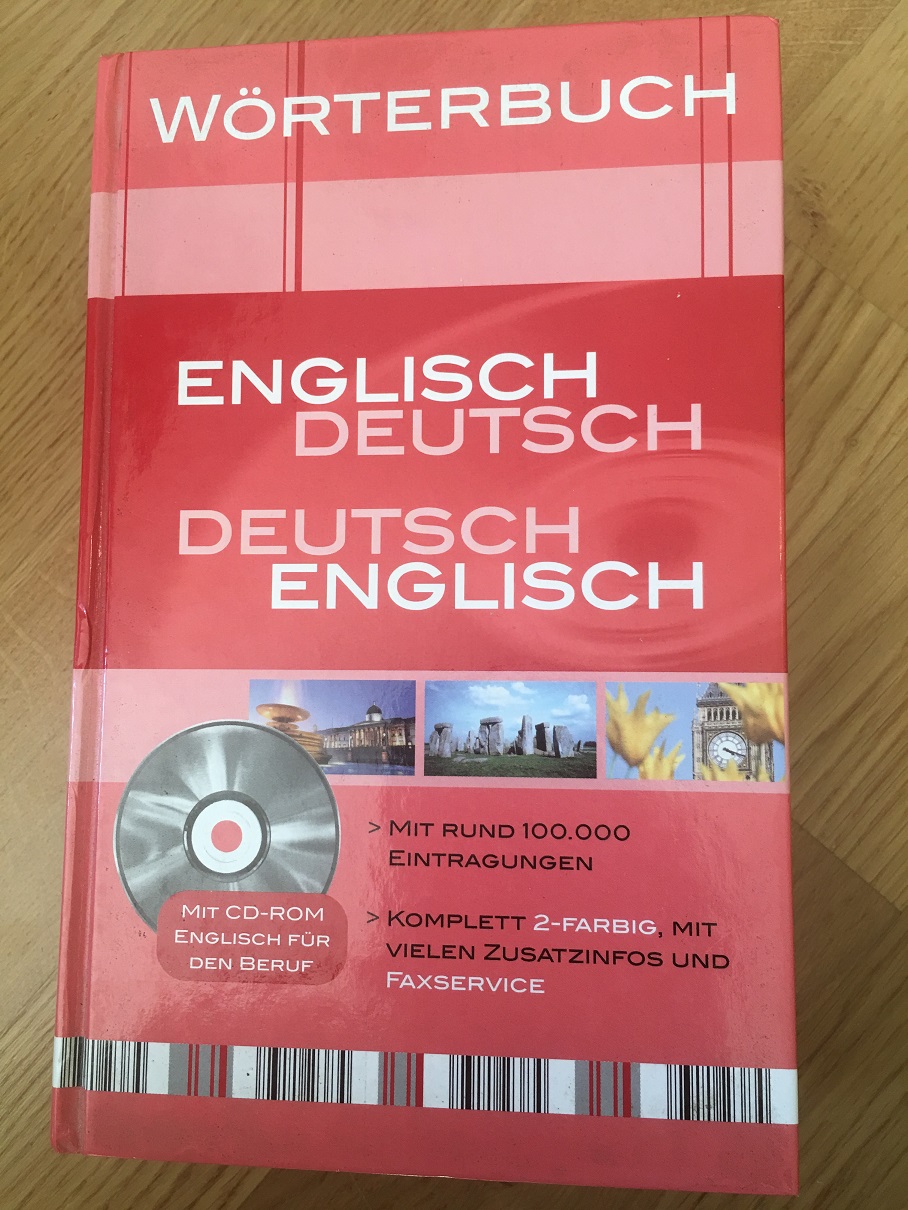 WÖRTERBUCH
ENGLISCH
DEUTSCH
DEUTSCH
ENGLISCH
> MIT RUND 100.000
EINTRAGUNGEN
> KOMPLETT 2-FARBIG, MIT
VIELEN ZUSATZINFOS UND
FAXSERVICE
MIT CD-ROM
ENGLISCH FÜR
DEN BERUF